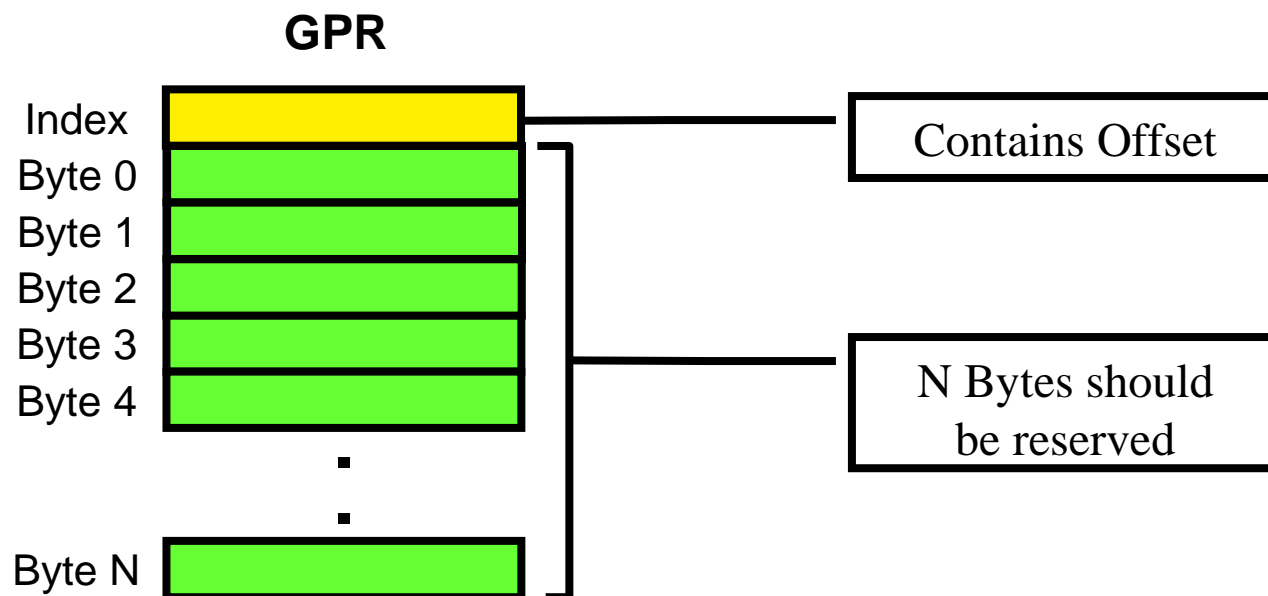 GPR
Index
Contains Offset
Byte 0
Byte 1
Byte 2
Byte 3
N Bytes should
be reserved
Byte 4
Byte N